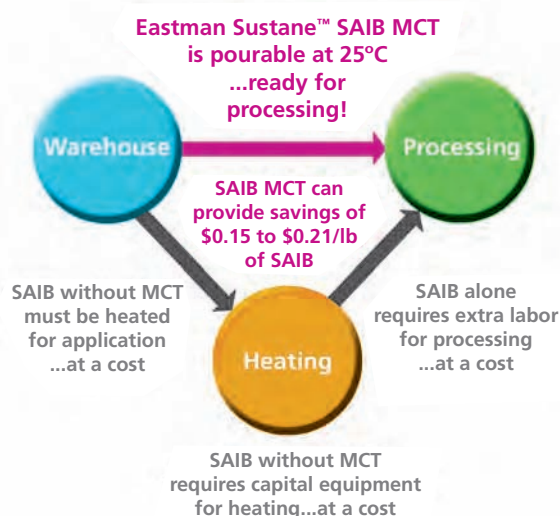 Eastman Sustane™ SAIB MCT
is pourable at 25ºC
...ready for
processing!
Warehouse
Processing
SAIB MCT can
provide savings of
$0.15 to $0.21/lb
of SAIB
SAIB without MCT
must be heated
for application
...at a cost
SAIB alone
requires extra labor
for processing
...at a cost
Heating
SAIB without MCT
requires capital equipment
for heating...at a cost